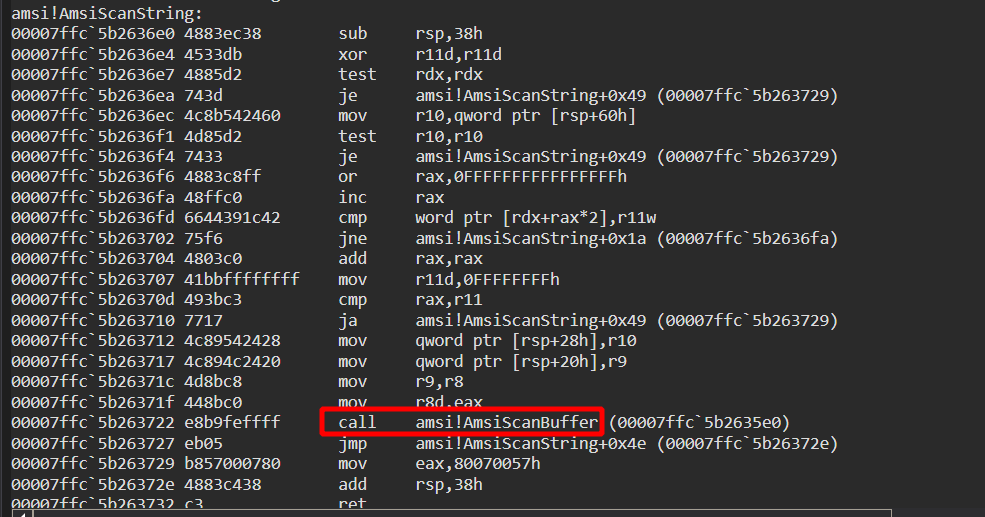 amsi!AmsiScanString:
00007ffc`5b2636e0 4883ec38 sub rsp,38h
00007ffc`5b2636e4 4533db xor r11d,r11d
00007ffc`5b2636e7 4885d2 test rdx,rdx
00007ffc`5b2636ea 743d je amsi!AmsiScanString+0x49 (00007ffc`5b263729)
00007ffc`5b2636ec 4c8b542460 mov r10,qword ptr [rsp+60h]
00007ffc`5b2636f1 4d85d2 test r10,r10
00007ffc`5b2636f4 7433 je amsi!AmsiScanString+0x49 (00007ffc`5b263729)
00007ffc`5b2636f6 4883c8ff or rax,0FFFFFFFFFFFFFFFFh
00007ffc`5b2636fa 48ffc0 inc rax
00007ffc`5b2636fd 6644391c42 cmp word ptr [rdx+rax*2],r11w
00007ffc`5b263702 75f6 jne amsi!AmsiScanString+0x1a (00007ffc`5b2636fa)
00007ffc`5b263704 4803c0 add rax,rax
00007ffc`5b263707 41bbffffffff mov r11d,0FFFFFFFFh
00007ffc`5b26370d 493bc3 cmp rax,r11
00007ffc`5b263710 7717 ja amsi!AmsiScanString+0x49 (00007ffc`5b263729)
00007ffc`5b263712 4c89542428 mov qword ptr [rsp+28h],r10
00007ffc`5b263717 4c894c2420 mov qword ptr [rsp+20h],r9
00007ffc`5b26371c 4d8bc8 mov r9,r8
00007ffc`5b26371f 448bc0 mov r8d,eax
00007ffc`5b263722 e8b9feffff call amsi!AmsiScanBuffer (00007ffc`5b2635e0)
00007ffc`5b263727 eb05 jmp amsi!AmsiScanString+0x4e (00007ffc`5b26372e)
00007ffc`5b263729 b857000780 mov eax,80070057h
00007ffc`5b26372e 4883c438 add rsp,38h
00007ffc`5b263732 c3 ret